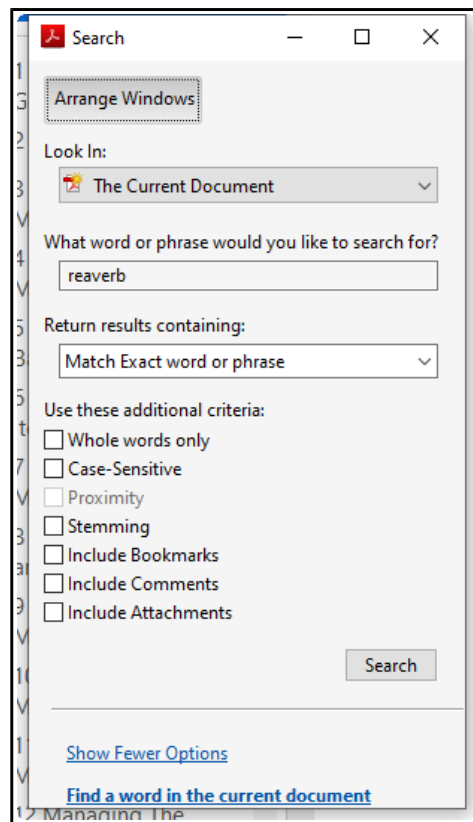 Search
Arrange Windows
Look In:
The Current Document
What word or phrase would you like to search for?
reaverb
Return results containing:
Match Exact word or phrase
Use these additional criteria:
Whole words only
Case-Sensitive
Proximity
Stemming
Include Bookmarks
Include Comments
Include Attachments
Search
Show Fewer Options
Find a word in the current document
12 Managing The